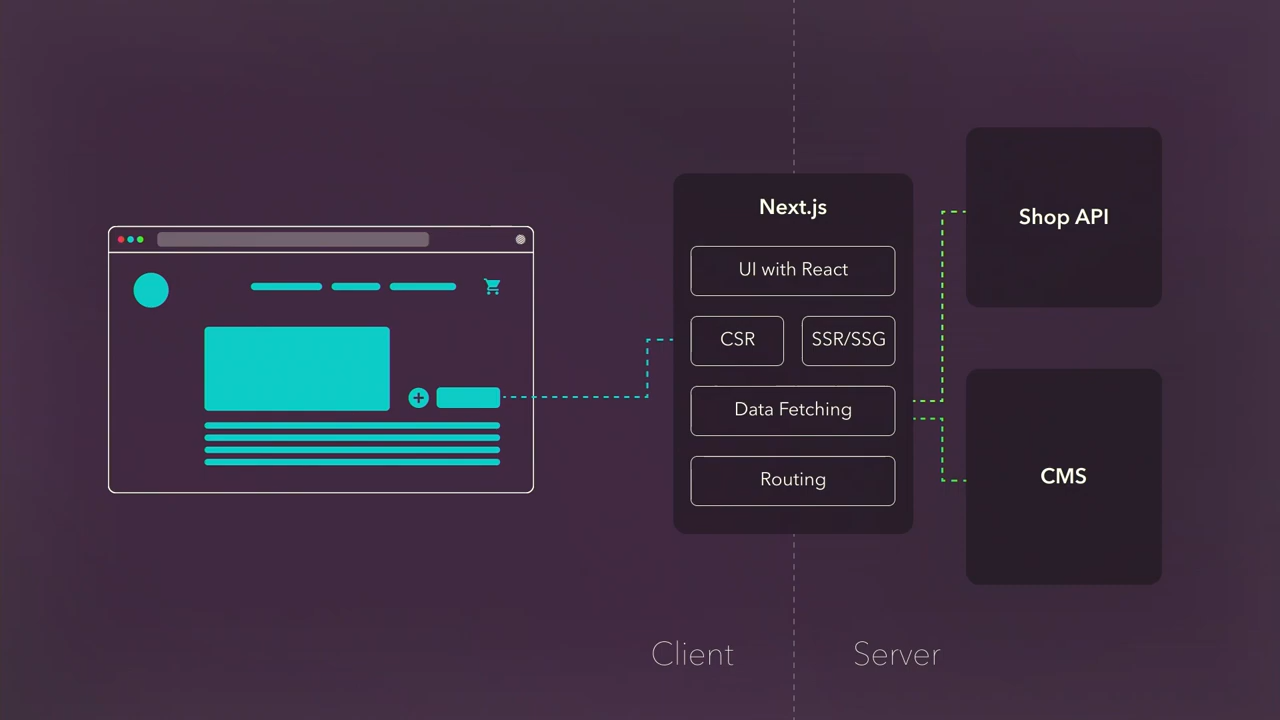 Next.js
UI with React
CSR
SSR/SSG
Data Fetching
Routing
Shop API
CMS
Client
Server